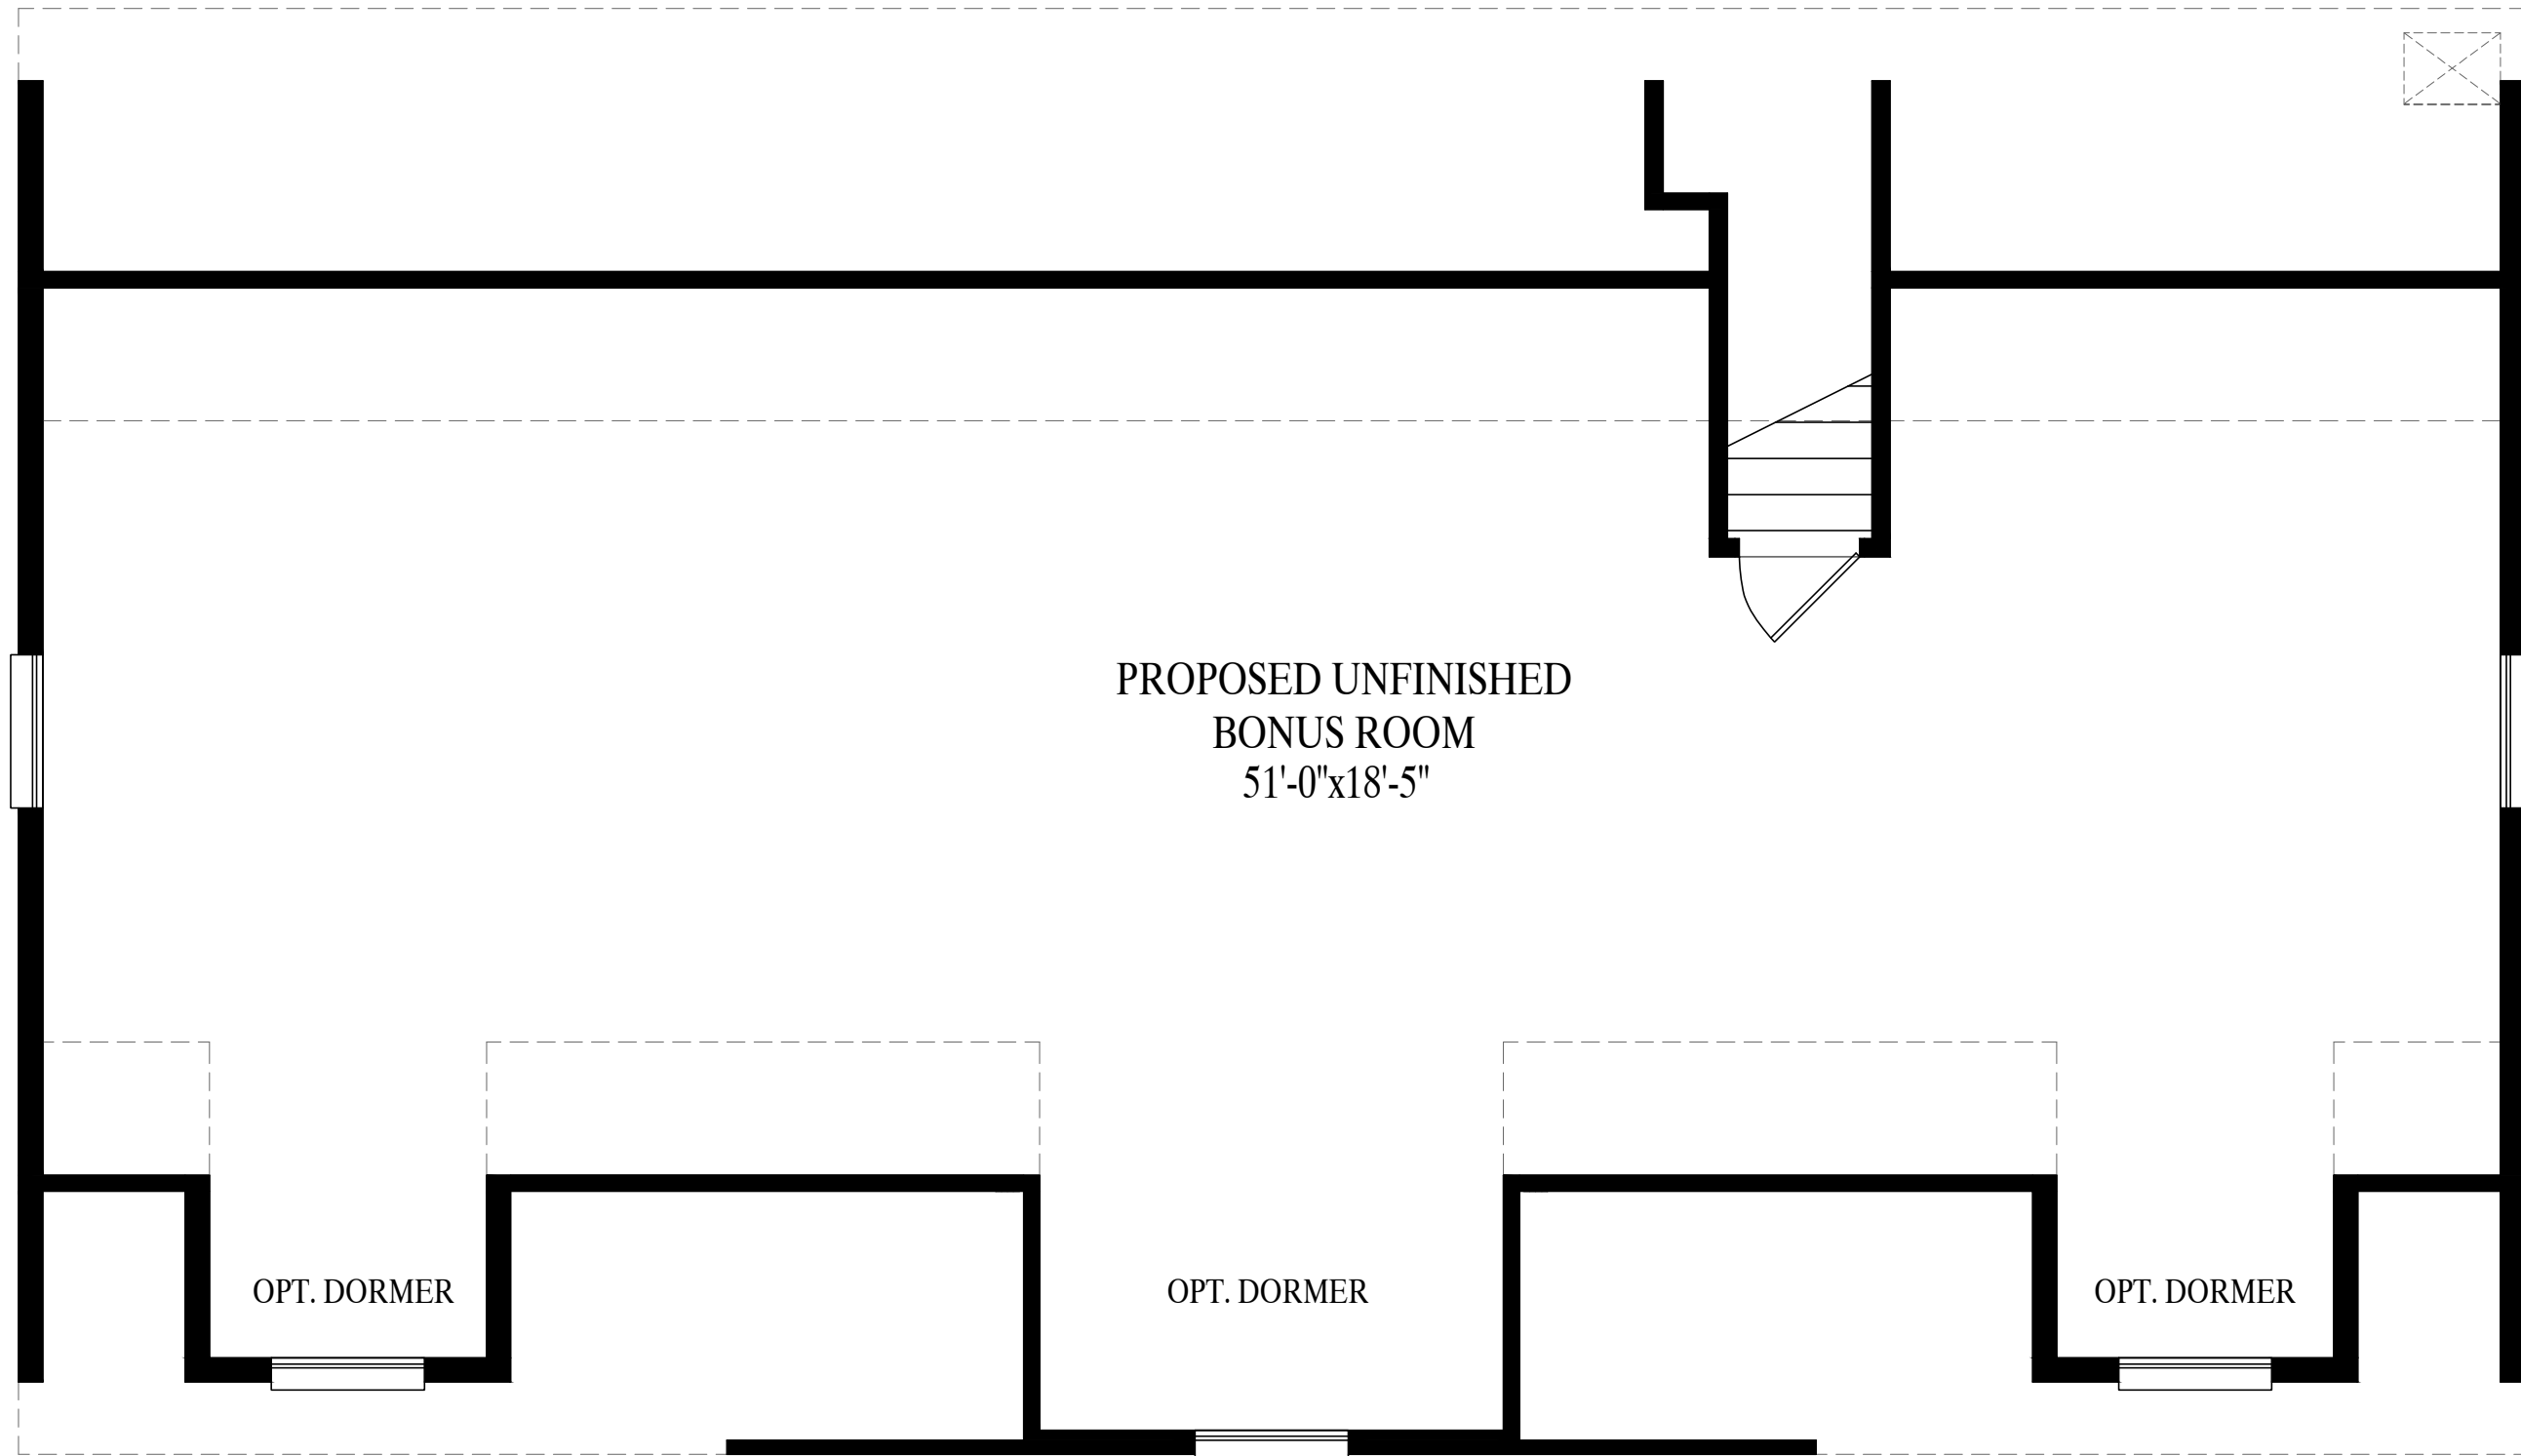 PROPOSED UNFINISHED
BONUS ROOM
51'-0"x18'-5"
OPT. DORMER
OPT. DORMER
OPT. DORMER